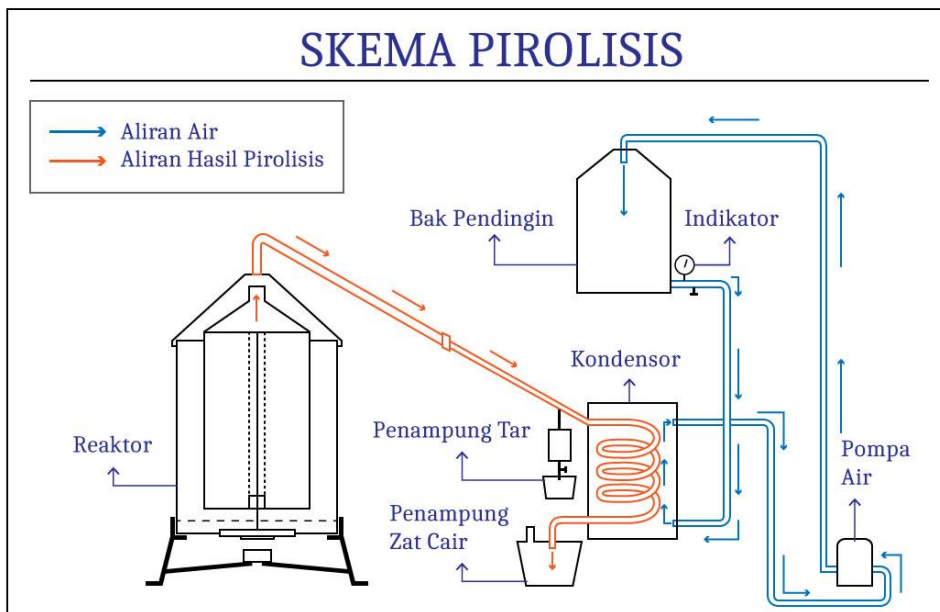 SKEMA PIROLISIS
Aliran Air
Aliran Hasil Pirolisis
Bak Pendingin
Indikator
Kondensor
Reaktor
Penampung Tar
Pompa
Air
Penampung
Zat Cair